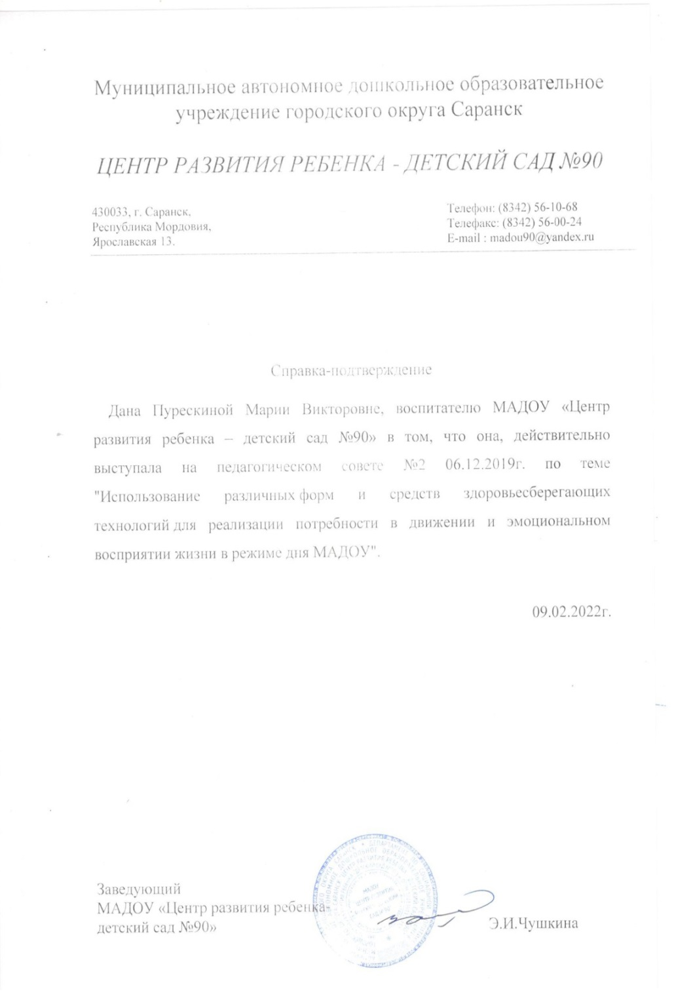 Муниципальное автономное дошкольное образовательное
учреждение городского округа Саранск
ЦЕНТР РАЗВИТИЯ РЕБЕНКА - ДЕТСКИЙ САД №90
430033, г. Саранск,
Республика Мордовия,
Ярославская 13.
Телефон: (8342) 56-10-68
Телефакс: (8342) 56-00-24
E-mail : madou90@yandex.ru
Справка-подтверждение
Дана Пурескиной Марии Викторовне, воспитателю МАДОУ «Центр
развития ребенка – детский сад №90» в том, что она, действительно
выступала на педагогическом совете №2 06.12.2019г. по теме
"Использование различных форм и средств здоровьесберегающих
технологий для реализации потребности в движении и эмоциональном
восприятии жизни в режиме дня МАДОУ".
09.02.2022г.
Заведующий
МАДОУ «Центр развития ребенка-
детский сад №90»
Э.И.Чушкина